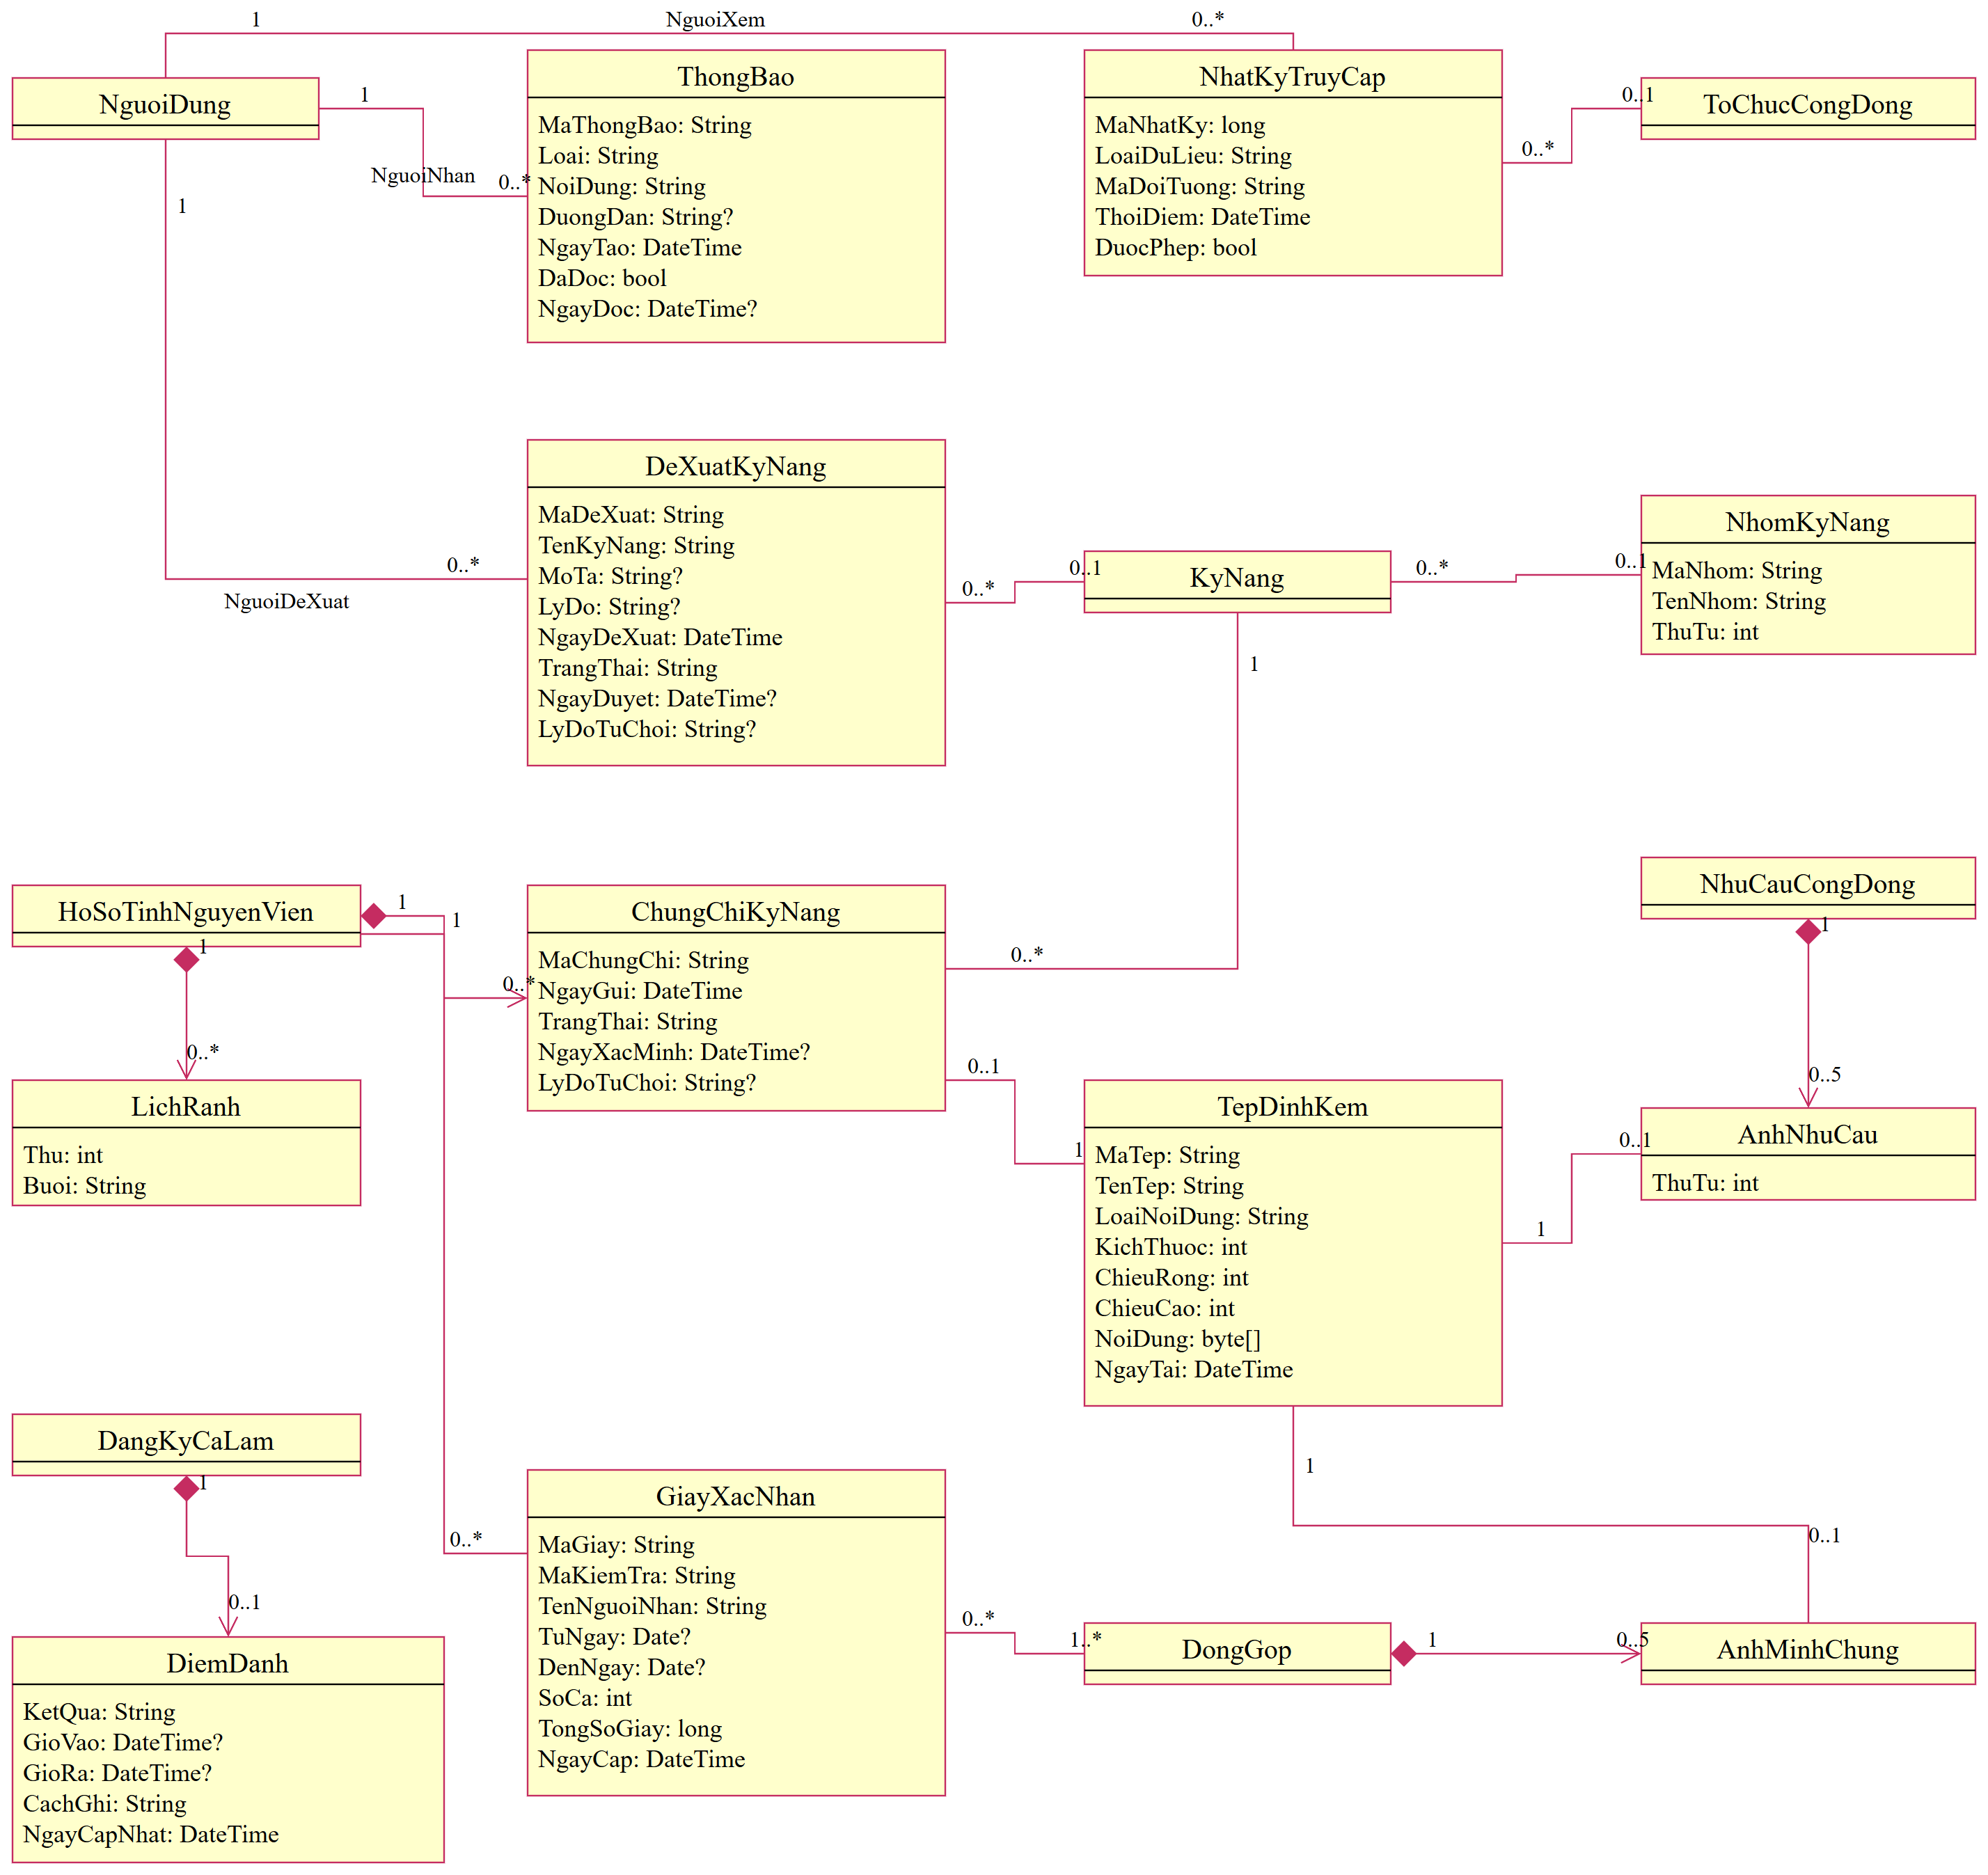 1
NguoiXem
0..*
NguoiDung
1
NguoiNhan
0..*
1
ThongBao
MaThongBao: String
Loai: String
NoiDung: String
DuongDan: String?
NgayTao: DateTime
DaDoc: bool
NgayDoc: DateTime?
NhatKyTruyCap
MaNhatKy: long
LoaiDuLieu: String
MaDoiTuong: String
ThoiDiem: DateTime
DuocPhep: bool
0..*
0..1
ToChucCongDong
0..*
NguoiDeXuat
DeXuatKyNang
MaDeXuat: String
TenKyNang: String
MoTa: String?
LyDo: String?
NgayDeXuat: DateTime
TrangThai: String
NgayDuyet: DateTime?
LyDoTuChoi: String?
0..*
0..1
KyNang
0..*
0..1
1
NhomKyNang
MaNhom: String
TenNhom: String
ThuTu: int
HoSoTinhNguyenVien
1
1
1
0..*
0..*
ChungChiKyNang
MaChungChi: String
NgayGui: DateTime
TrangThai: String
NgayXacMinh: DateTime?
LyDoTuChoi: String?
0..*
0..1
1
NhuCauCongDong
1
0..5
LichRanh
Thu: int
Buoi: String
TepDinhKem
MaTep: String
TenTep: String
LoaiNoiDung: String
KichThuoc: int
ChieuRong: int
ChieuCao: int
NoiDung: byte[]
NgayTai: DateTime
1
0..1
AnhNhuCau
ThuTu: int
1
0..1
DangKyCaLam
1
0..1
0..*
GiayXacNhan
MaGiay: String
MaKiemTra: String
TenNguoiNhan: String
TuNgay: Date?
DenNgay: Date?
SoCa: int
TongSoGiay: long
NgayCap: DateTime
0..*
1..*
DongGop
1
0..5
AnhMinhChung
DiemDanh
KetQua: String
GioVao: DateTime?
GioRa: DateTime?
CachGhi: String
NgayCapNhat: DateTime